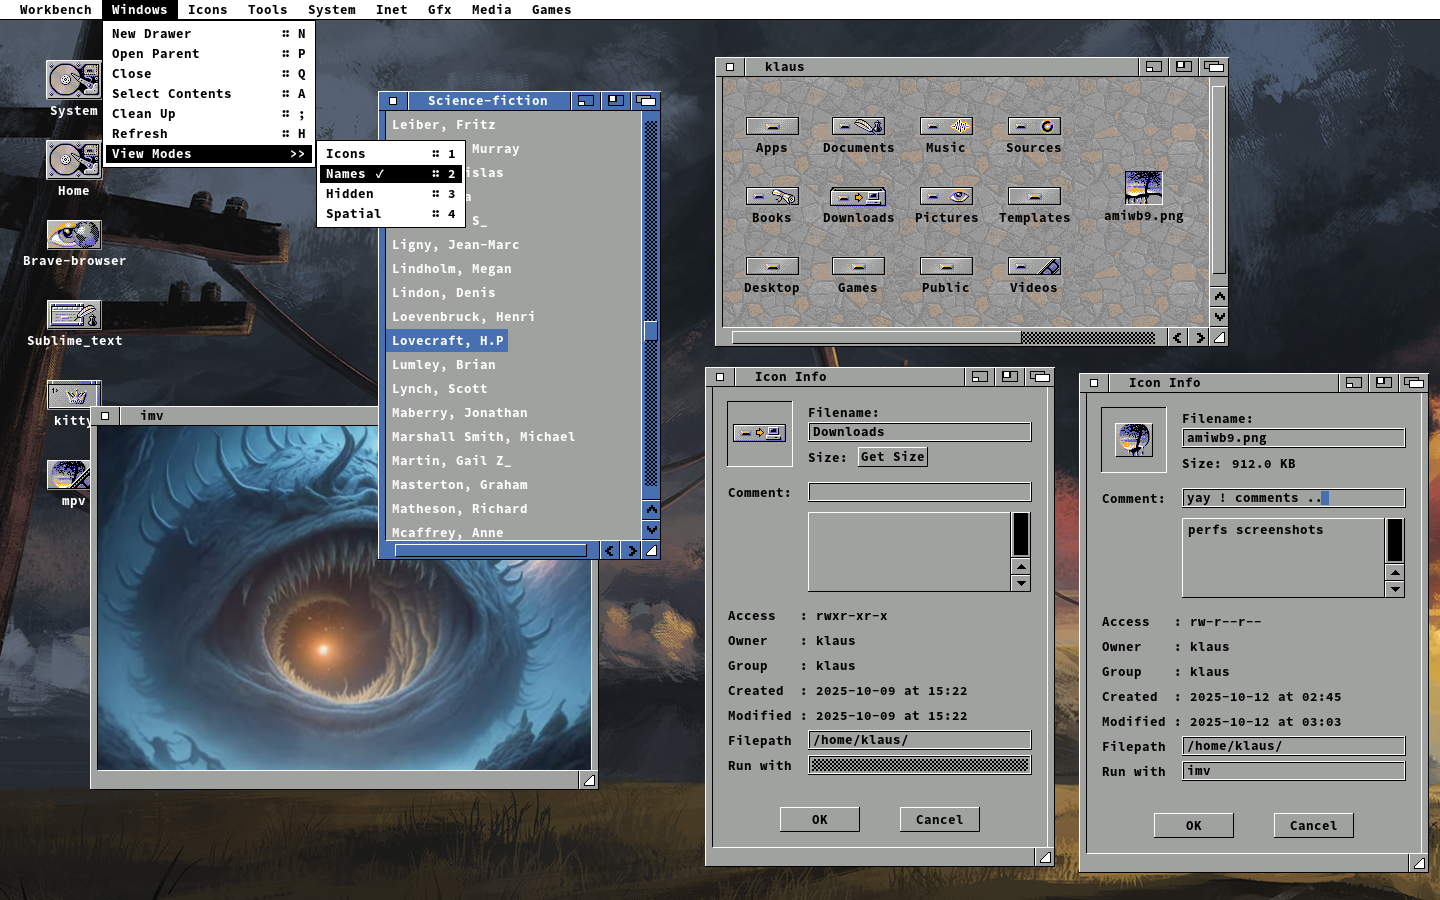 Workbench Windows Icons Tools System Inet Gfx Media Games
New Drawer N
Open Parent P
Close Q
Select Contents A
Clean Up ;
Refresh H
View Modes >>
Icons 1
Names ✓ 2
Hidden 3
Spatial 4
System
Home
Brave-browser
Sublime_text
kitty
mpv
imv
Science-fiction
Leiber, Fritz
Murray
islas
a
S_
Ligny, Jean-Marc
Lindholm, Megan
Lindon, Denis
Loevenbruck, Henri
Lovecraft, H.P
Lumley, Brian
Lynch, Scott
Maberry, Jonathan
Marshall Smith, Michael
Martin, Gail Z_
Masterton, Graham
Matheson, Richard
Mcaffrey, Anne
klaus
Apps Documents Music Sources
Books Downloads Pictures Templates amiwb9.png
Desktop Games Public Videos
Icon Info
Filename:
Downloads
Size: Get Size
Comment:
Access : rwxr-xr-x
Owner : klaus
Group : klaus
Created : 2025-10-09 at 15:22
Modified : 2025-10-09 at 15:22
Filepath /home/klaus/
Run with
OK Cancel
Icon Info
Filename:
amiwb9.png
Size: 912.0 KB
Comment: yay ! comments ..
perfs screenshots
Access : rw-r--r--
Owner : klaus
Group : klaus
Created : 2025-10-12 at 02:45
Modified : 2025-10-12 at 03:03
Filepath /home/klaus/
Run with imv
OK Cancel